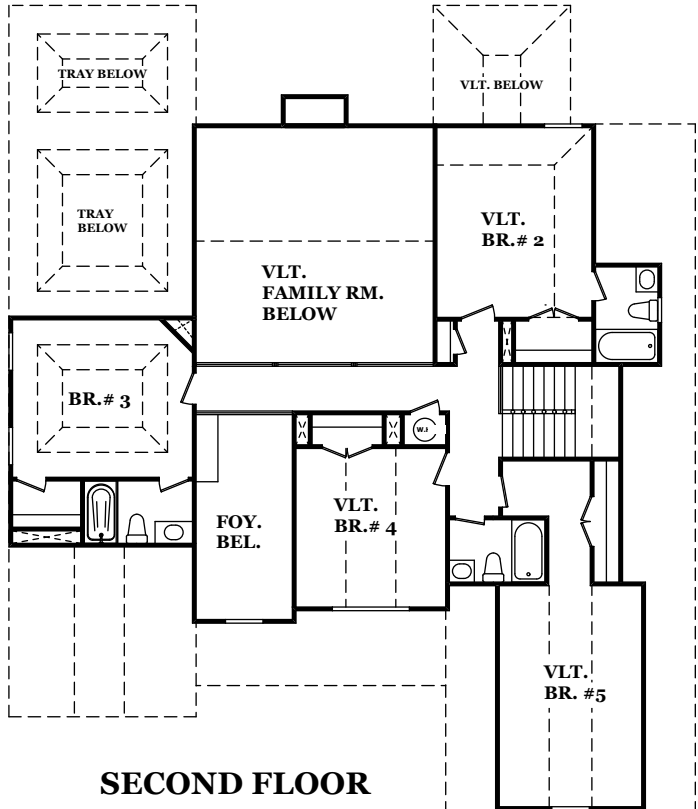 TRAY BELOW
VLT. BELOW
TRAY
BELOW
VLT.
BR.# 2
VLT.
FAMILY RM.
BELOW
BR.# 3
VLT.
BR.# 4
FOY.
BEL.
VLT.
BR. #5
SECOND FLOOR